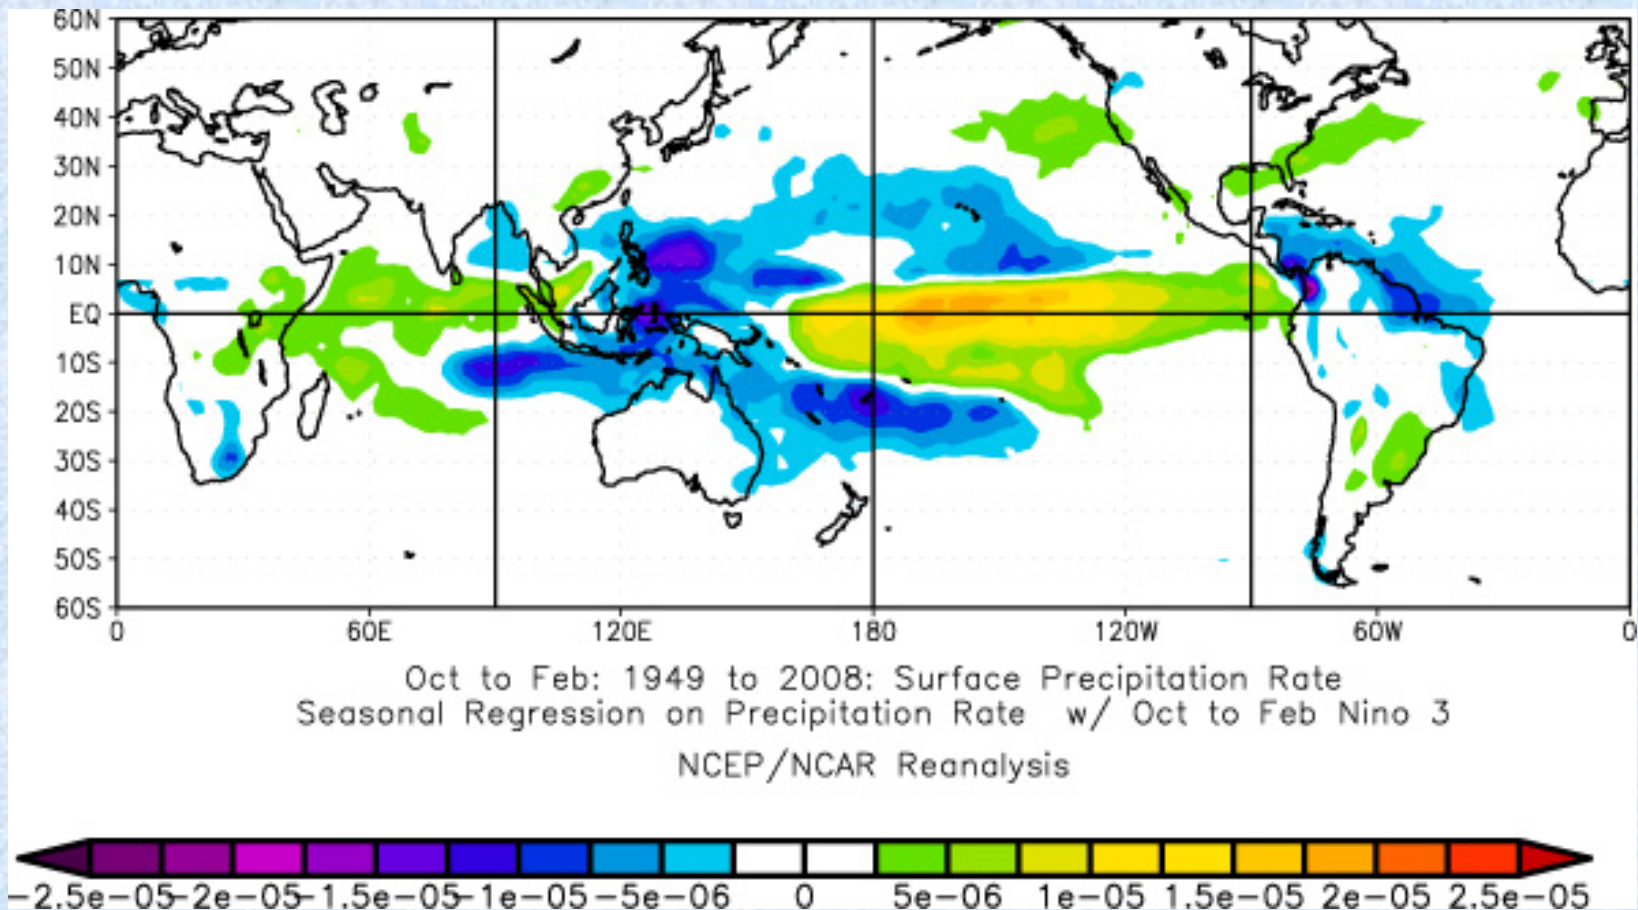 60N
50N
40N
30N
20N
10N
EQ
10S
20S
30S
40S
50S
60S
0 60E 120E 180 120W 60W 0
Oct to Feb: 1949 to 2008: Surface Precipitation Rate
Seasonal Regression on Precipitation Rate w/ Oct to Feb Nino 3
NCEP/NCAR Reanalysis
-2.5e-05 -2e-05 -1.5e-05 -1e-05 -5e-06 0 5e-06 1e-05 1.5e-05 2e-05 2.5e-05